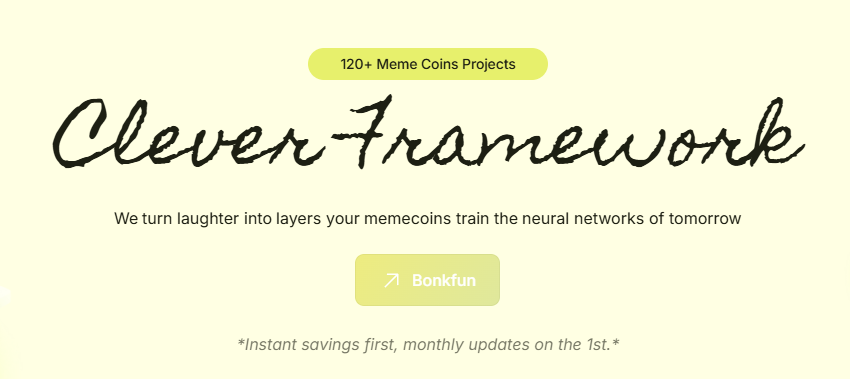 120+ Meme Coins Projects
Clever Framework
We turn laughter into layers your memecoins train the neural networks of tomorrow
Bonkfun
*Instant savings first, monthly updates on the 1st.*